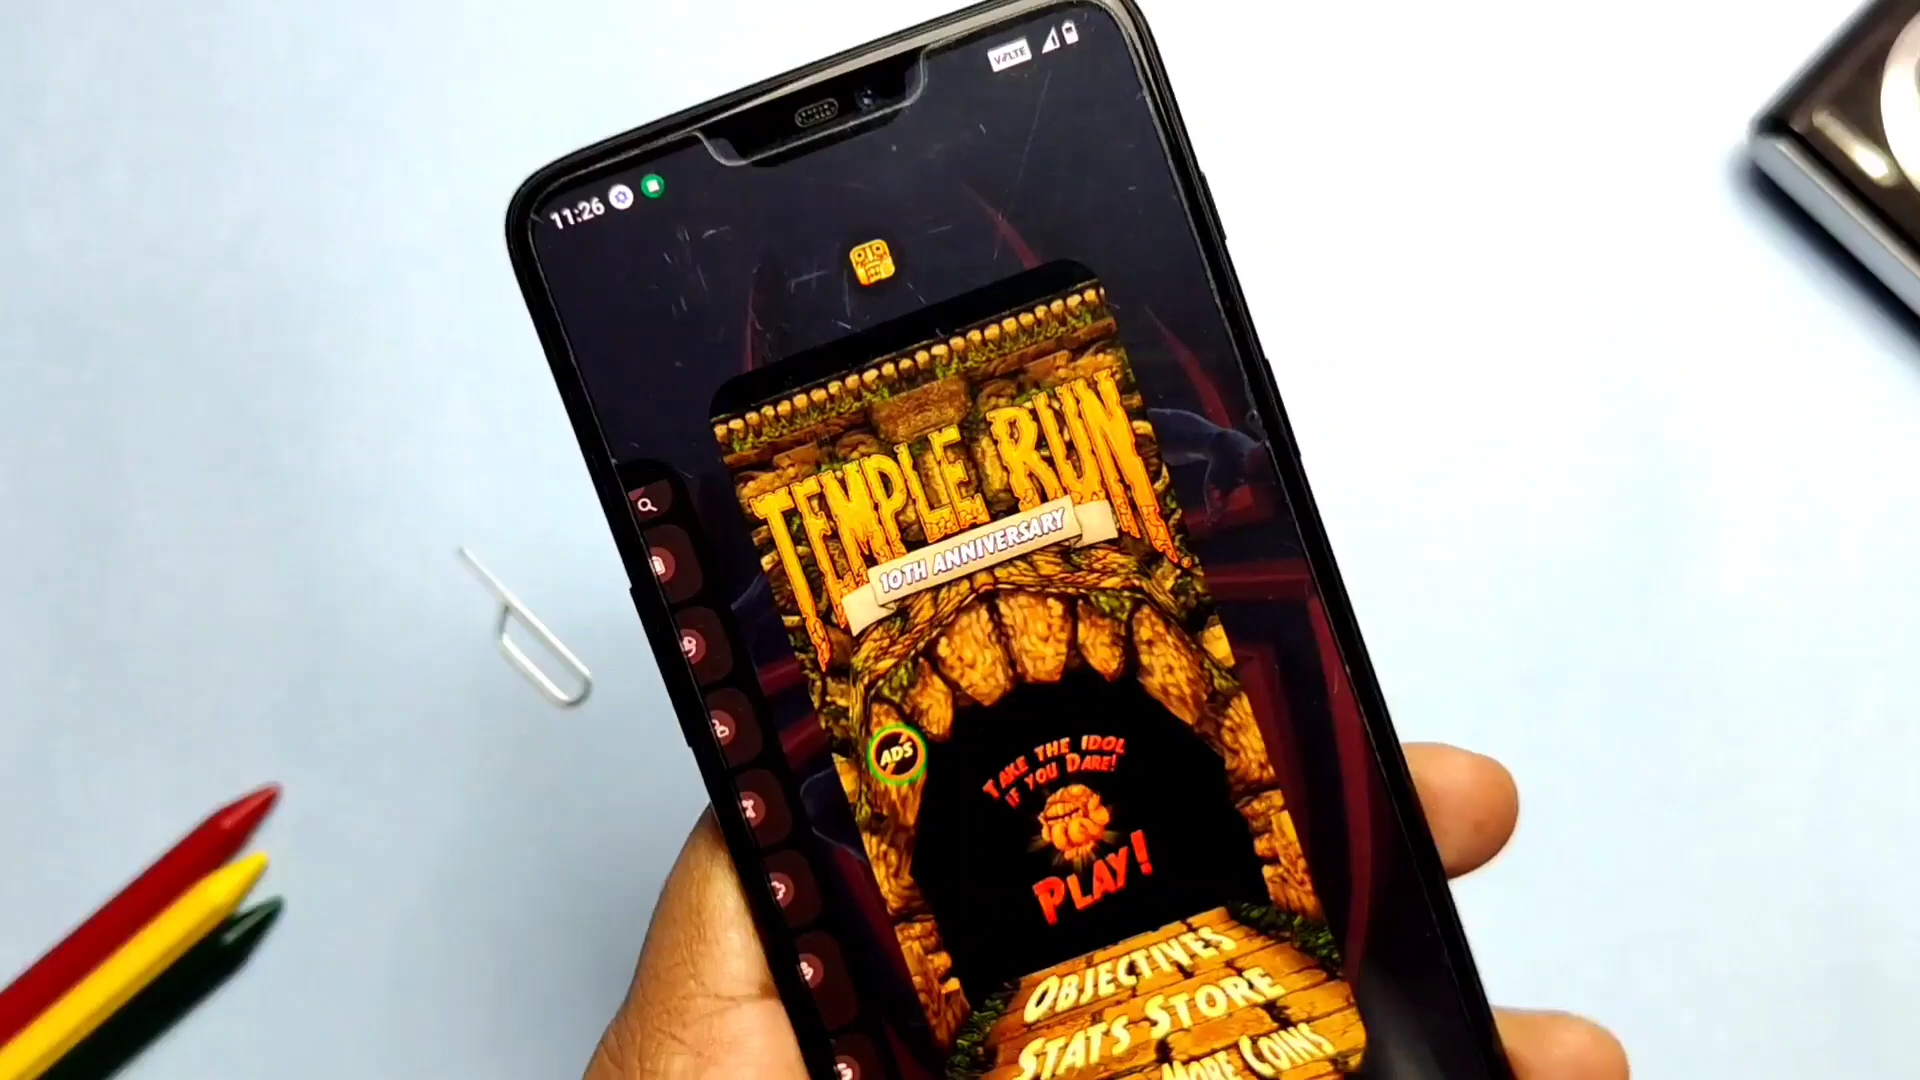 VoLTE
11:26
TEMPLE RUN
10TH ANNIVERSARY
ADS
TAKE THE IDOL
IF YOU DARE!
PLAY!
OBJECTIVES
STATS STORE
MORE COINS